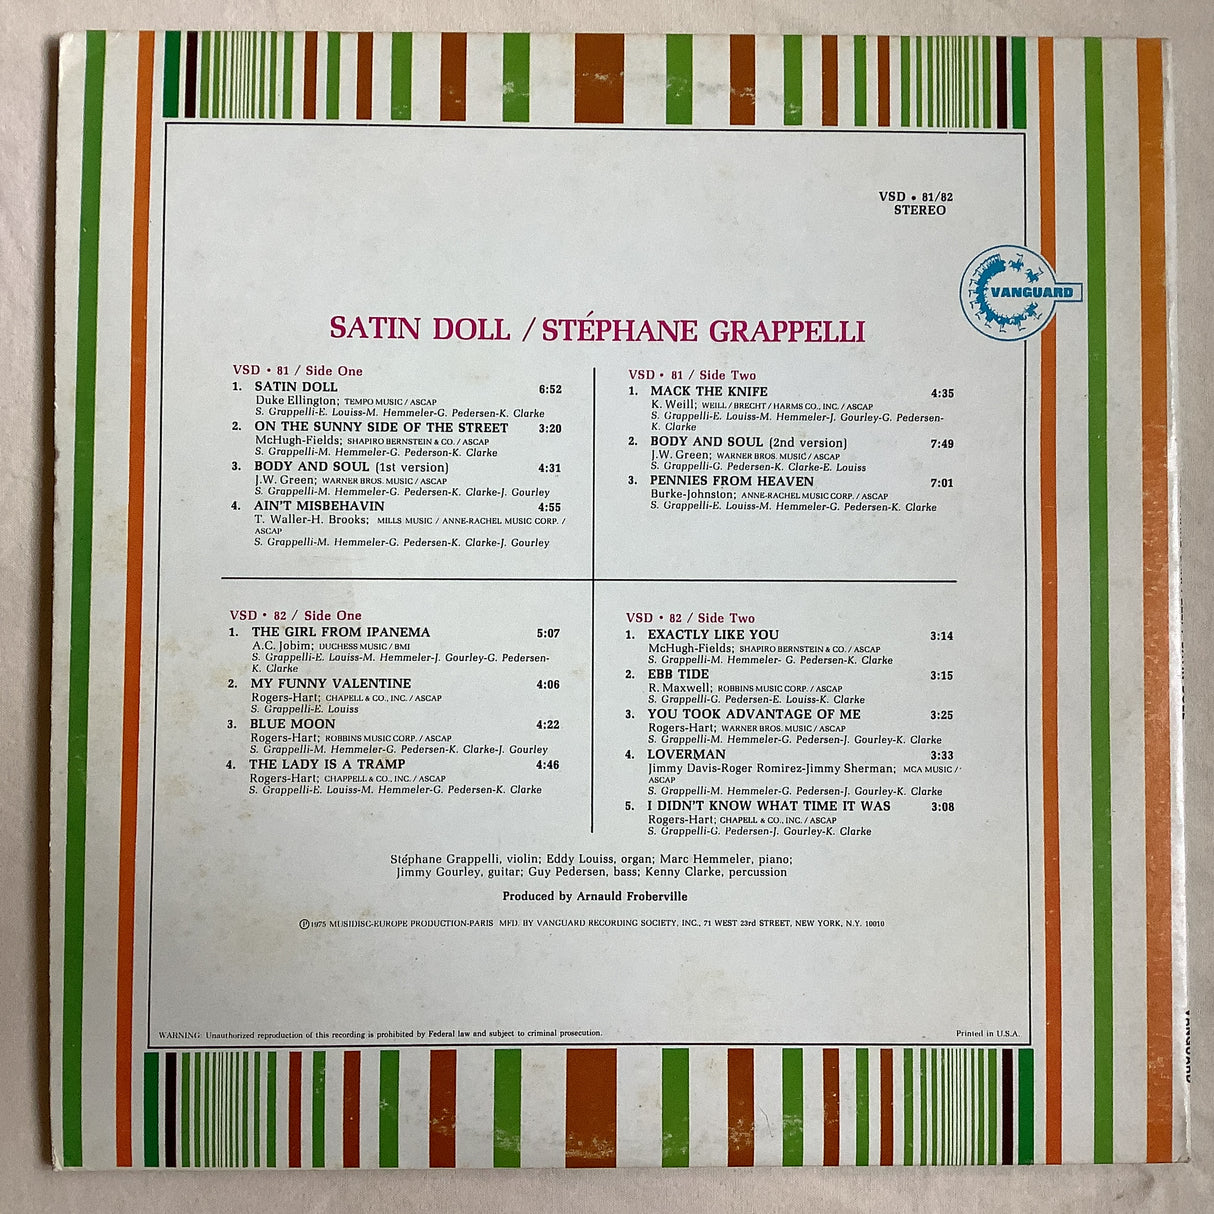 VSD • 81/82
STEREO
VANGUARD
SATIN DOLL / STÉPHANE GRAPPELLI
VSD • 81 / Side One
1. SATIN DOLL 6:52
Duke Ellington; TEMPO MUSIC / ASCAP
S. Grappelli-E. Louiss-M. Hemmeler-G. Pedersen-K. Clarke
2. ON THE SUNNY SIDE OF THE STREET 3:20
McHugh-Fields; SHAPIRO BERNSTEIN & CO. / ASCAP
S. Grappelli-M. Hemmeler-G. Pederson-K. Clarke
3. BODY AND SOUL (1st version) 4:31
J.W. Green; WARNER BROS. MUSIC / ASCAP
S. Grappelli-M. Hemmeler-G. Pedersen-K. Clarke-J. Gourley
4. AIN'T MISBEHAVIN 4:55
T. Waller-H. Brooks; MILLS MUSIC / ANNE-RACHEL MUSIC CORP. /
ASCAP
S. Grappelli-M. Hemmeler-G. Pedersen-K. Clarke-J. Gourley
VSD • 81 / Side Two
1. MACK THE KNIFE 4:35
K. Weill; WEILL / BRECHT / HARMS CO., INC. / ASCAP
S. Grappelli-E. Louiss-M. Hemmeler-J. Gourley-G. Pedersen-
K. Clarke
2. BODY AND SOUL (2nd version) 7:49
J.W. Green; WARNER BROS. MUSIC / ASCAP
S. Grappelli-G. Pedersen-K. Clarke-E. Louiss
3. PENNIES FROM HEAVEN 7:01
Burke-Johnston; ANNE-RACHEL MUSIC CORP. / ASCAP
S. Grappelli-E. Louiss-M. Hemmeler-G. Pedersen-K. Clarke
VSD • 82 / Side One
1. THE GIRL FROM IPANEMA 5:07
A.C. Jobim; DUCHESS MUSIC / BMI
S. Grappelli-E. Louiss-M. Hemmeler-J. Gourley-G. Pedersen-
K. Clarke
2. MY FUNNY VALENTINE 4:06
Rogers-Hart; CHAPELL & CO., INC. / ASCAP
S. Grappelli-E. Louiss
3. BLUE MOON 4:22
Rogers-Hart; ROBBINS MUSIC CORP. / ASCAP
S. Grappelli-M. Hemmeler-G. Pedersen-K. Clarke-J. Gourley
4. THE LADY IS A TRAMP 4:46
Rogers-Hart; CHAPPELL & CO., INC. / ASCAP
S. Grappelli-E. Louiss-M. Hemmeler-G. Pedersen-K. Clarke
VSD • 82 / Side Two
1. EXACTLY LIKE YOU 3:14
McHugh-Fields; SHAPIRO BERNSTEIN & CO. / ASCAP
S. Grappelli-M. Hemmeler- G. Pedersen-K. Clarke
2. EBB TIDE 3:15
R. Maxwell; ROBBINS MUSIC CORP. / ASCAP
S. Grappelli-G. Pedersen-E. Louiss-K. Clarke
3. YOU TOOK ADVANTAGE OF ME 3:25
Rogers-Hart; WARNER BROS. MUSIC / ASCAP
S. Grappelli-M. Hemmeler-G. Pedersen-J. Gourley-K. Clarke
4. LOVERMAN 3:33
Jimmy Davis-Roger Romirez-Jimmy Sherman; MCA MUSIC /
ASCAP
S. Grappelli-M. Hemmeler-G. Pedersen-J. Gourley-K. Clarke
5. I DIDN'T KNOW WHAT TIME IT WAS 3:08
Rogers-Hart; CHAPELL & CO., INC. / ASCAP
S. Grappelli-G. Pedersen-J. Gourley-K. Clarke
Stéphane Grappelli, violin; Eddy Louiss, organ; Marc Hemmeler, piano;
Jimmy Gourley, guitar; Guy Pedersen, bass; Kenny Clarke, percussion
Produced by Arnauld Froberville
℗1975 MUSIDISC-EUROPE PRODUCTION-PARIS MFD. BY VANGUARD RECORDING SOCIETY, INC., 71 WEST 23rd STREET, NEW YORK, N.Y. 10010
WARNING: Unauthorized reproduction of this recording is prohibited by Federal law and subject to criminal prosecution.
Printed in U.S.A.
VANGUARD